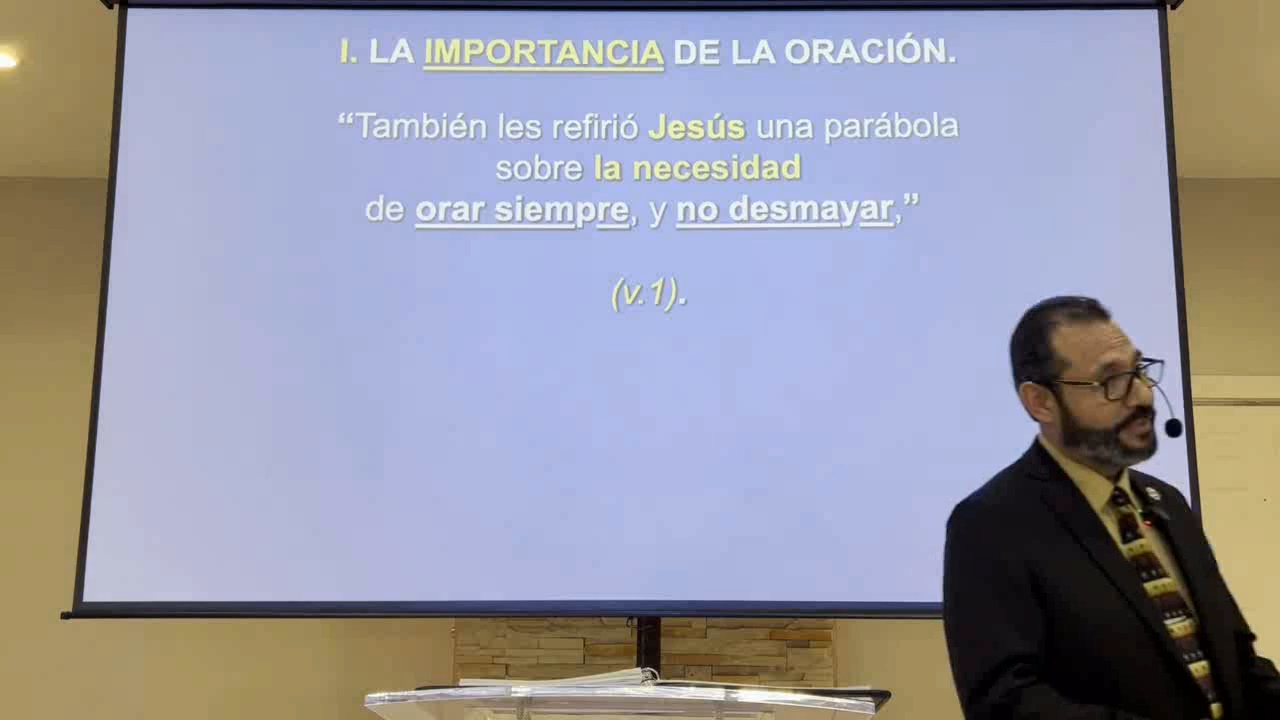 I. LA IMPORTANCIA DE LA ORACIÓN.
“También les refirió Jesús una parábola
sobre la necesidad
de orar siempre, y no desmayar,”
(v.1).